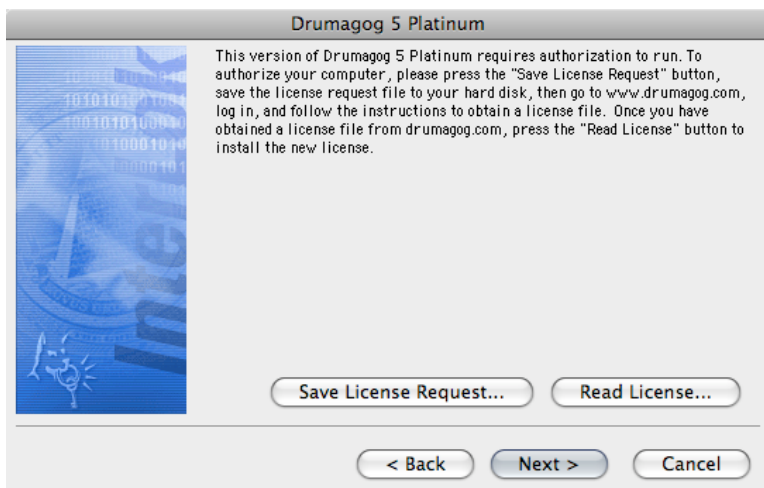 Drumagog 5 Platinum
This version of Drumagog 5 Platinum requires authorization to run. To
authorize your computer, please press the "Save License Request" button,
save the license request file to your hard disk, then go to www.drumagog.com,
log in, and follow the instructions to obtain a license file. Once you have
obtained a license file from drumagog.com, press the "Read License" button to
install the new license.
Save License Request...
Read License...
< Back
Next >
Cancel